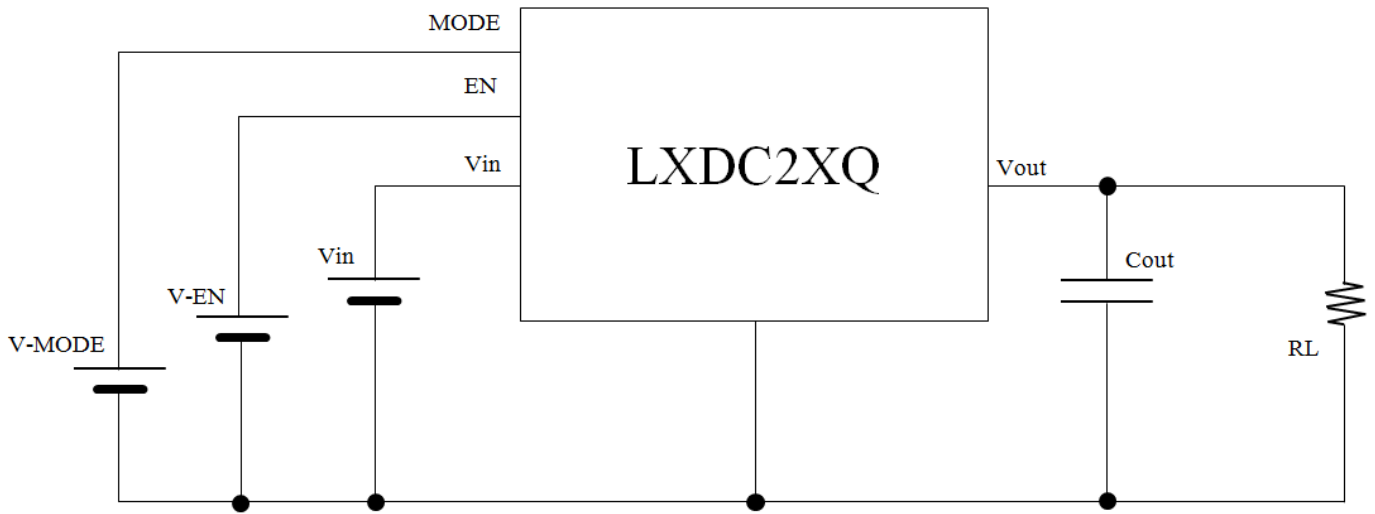 MODE
EN
LXDC2XQ
Vin
Vout
Vin
Cout
V-EN
V-MODE
RL